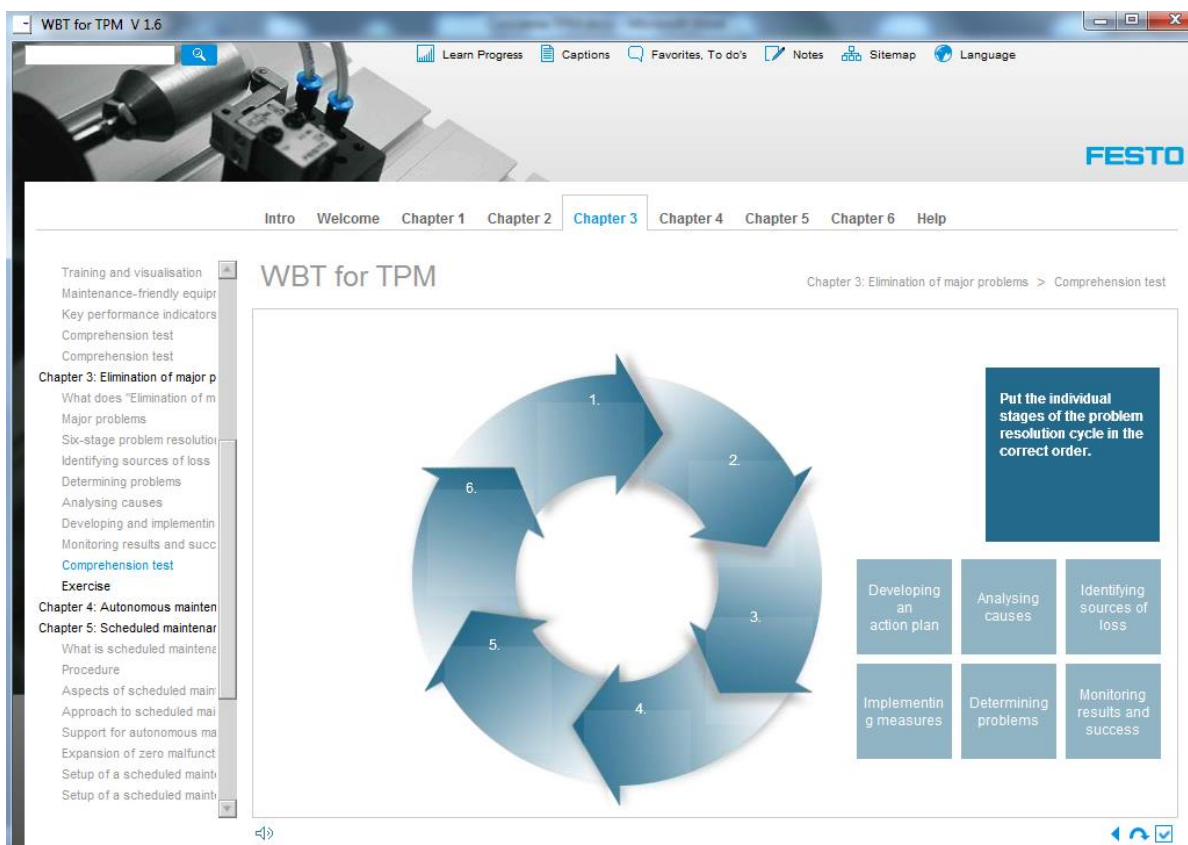 WBT for TPM V 1.6
Learn Progress Captions Favorites, To do's Notes Sitemap Language
FESTO
Intro Welcome Chapter 1 Chapter 2 Chapter 3 Chapter 4 Chapter 5 Chapter 6 Help
Training and visualisation
Maintenance-friendly equipr
Key performance indicators
Comprehension test
Comprehension test
Chapter 3: Elimination of major p
What does "Elimination of m
Major problems
Six-stage problem resolution
Identifying sources of loss
Determining problems
Analysing causes
Developing and implementin
Monitoring results and succ
Comprehension test
Exercise
Chapter 4: Autonomous mainten
Chapter 5: Scheduled maintenar
What is scheduled maintena
Procedure
Aspects of scheduled main
Approach to scheduled mai
Support for autonomous ma
Expansion of zero malfunct
Setup of a scheduled mainte
Setup of a scheduled mainte
WBT for TPM
Chapter 3: Elimination of major problems > Comprehension test
1.
2.
3.
4.
5.
6.
Put the individual
stages of the problem
resolution cycle in the
correct order.
Developing
an
action plan
Analysing
causes
Identifying
sources of
loss
Implementin
g measures
Determining
problems
Monitoring
results and
success